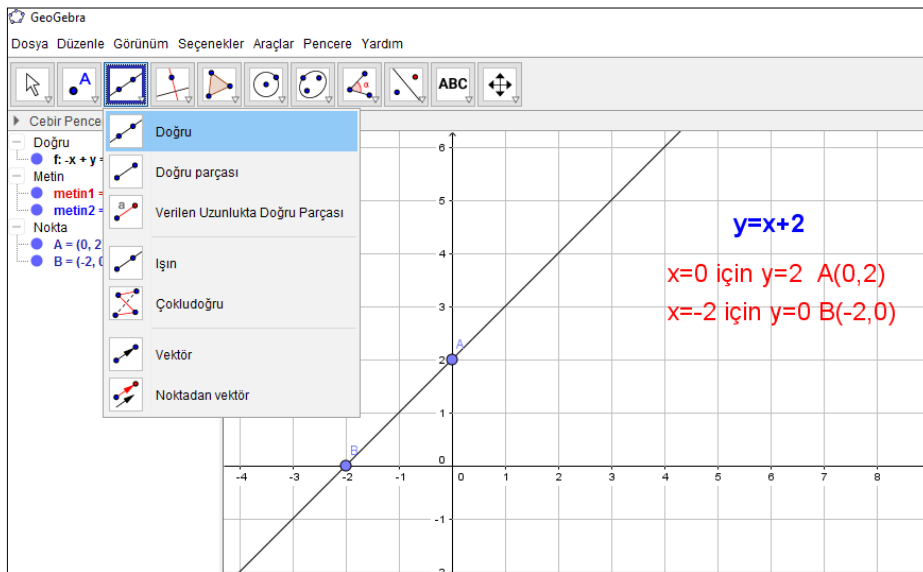 GeoGebra
Dosya Düzenle Görünüm Seçenekler Araçlar Pencere Yardım
A
α
ABC
Cebir Pence
Doğru
f: -x + y =
Metin
metin1 =
metin2 =
Nokta
A = (0, 2
B = (-2, 0
Doğru
Doğru parçası
a
Verilen Uzunlukta Doğru Parçası
Işın
Çokludoğru
Vektör
Noktadan vektör
y=x+2
x=0 için y=2 A(0,2)
x=-2 için y=0 B(-2,0)
6
5
4
3
A
2
1
B
0
-4 -3 -2 -1 0 1 2 3 4 5 6 7 8
-1
-2